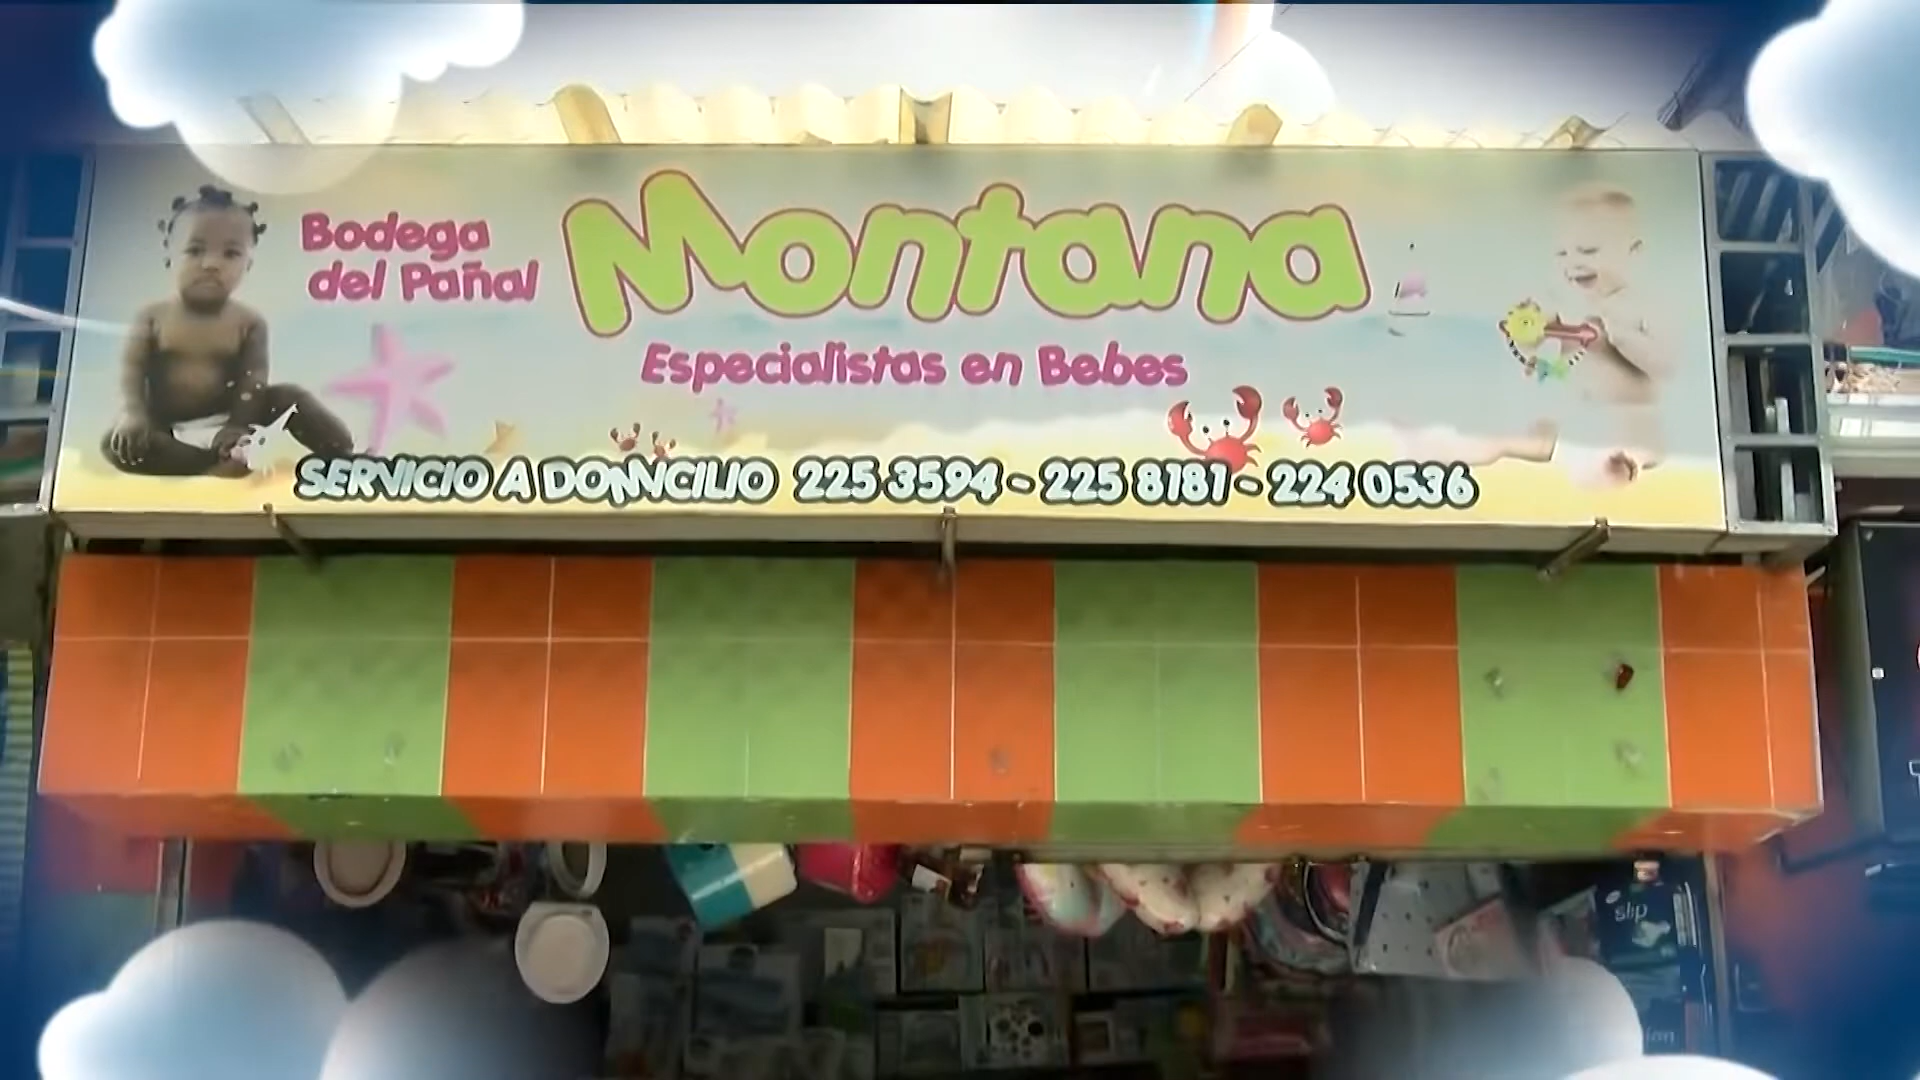 Bodega
del Pañal
Montana
Especialistas en Bebes
SERVICIO A DOMICILIO 225 3594 - 225 8181 - 224 0536
slip